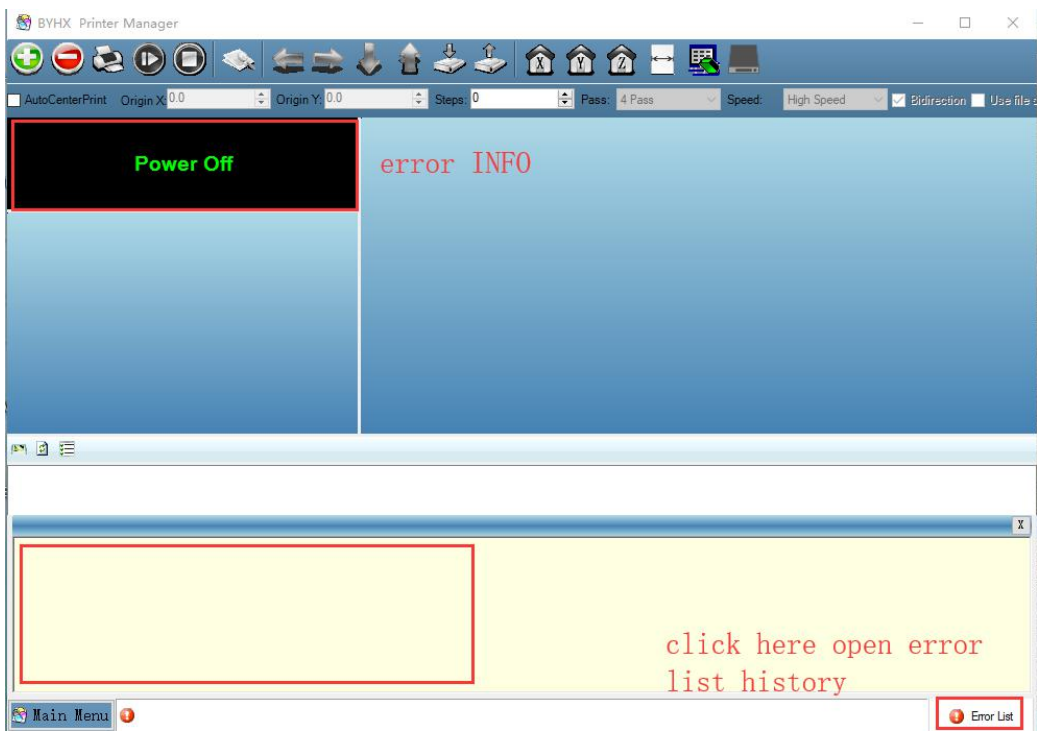 BYHX Printer Manager
X Y Z
AutoCenterPrint Origin X: 0.0 Origin Y: 0.0 Steps: 0 Pass: 4 Pass Speed: High Speed Bidirection Use file
Power Off
error INFO
X
click here open error
list history
Main Menu
Error List